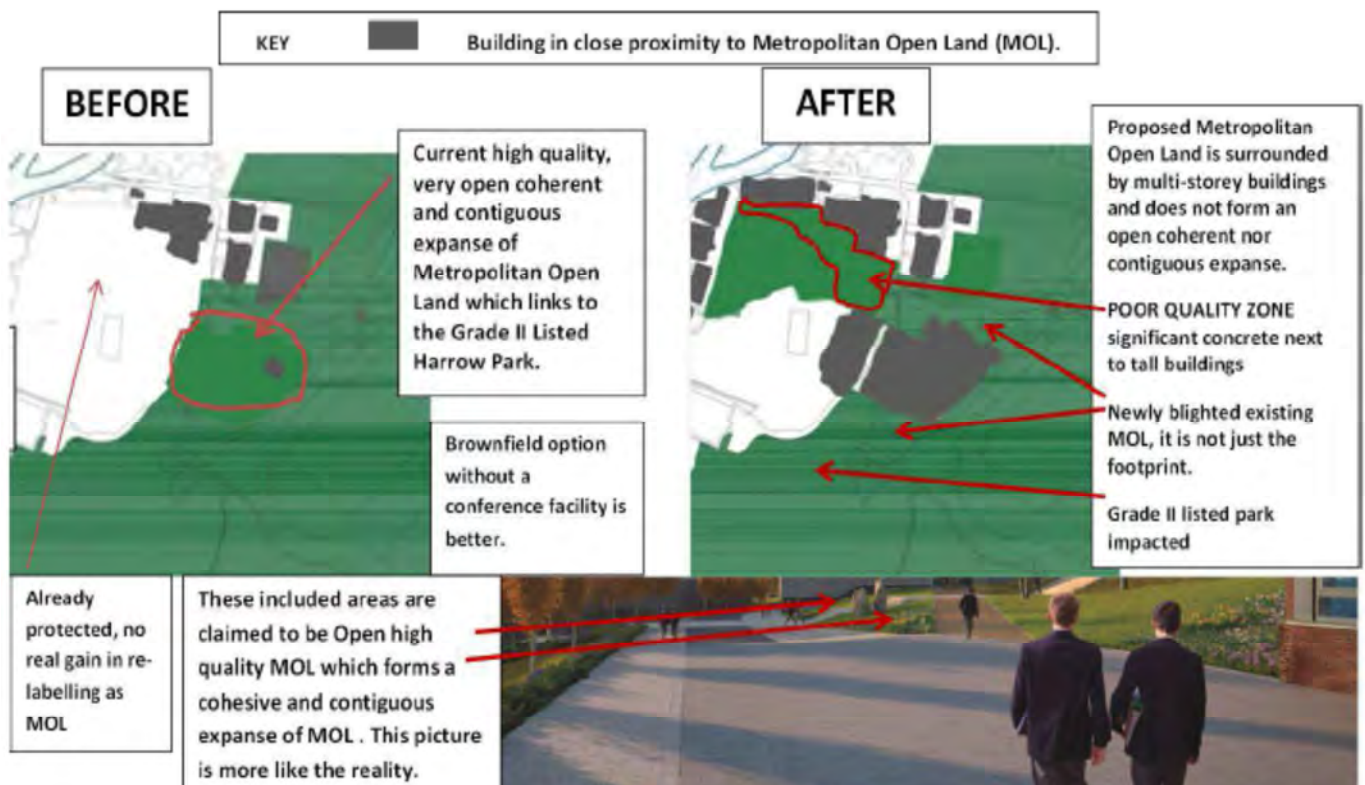 KEY
Building in close proximity to Metropolitan Open Land (MOL).
BEFORE
Current high quality,
very open coherent
and contiguous
expanse of
Metropolitan Open
Land which links to
the Grade II Listed
Harrow Park.
Brownfield option
without a
conference facility is
better.
Already
protected, no
real gain in re-
labelling as
MOL
AFTER
Proposed Metropolitan
Open Land is surrounded
by multi-storey buildings
and does not form an
open coherent nor
contiguous expanse.
POOR QUALITY ZONE
significant concrete next
to tall buildings
Newly blighted existing
MOL, it is not just the
footprint.
Grade II listed park
impacted
These included areas are
claimed to be Open high
quality MOL which forms a
cohesive and contiguous
expanse of MOL . This picture
is more like the reality.